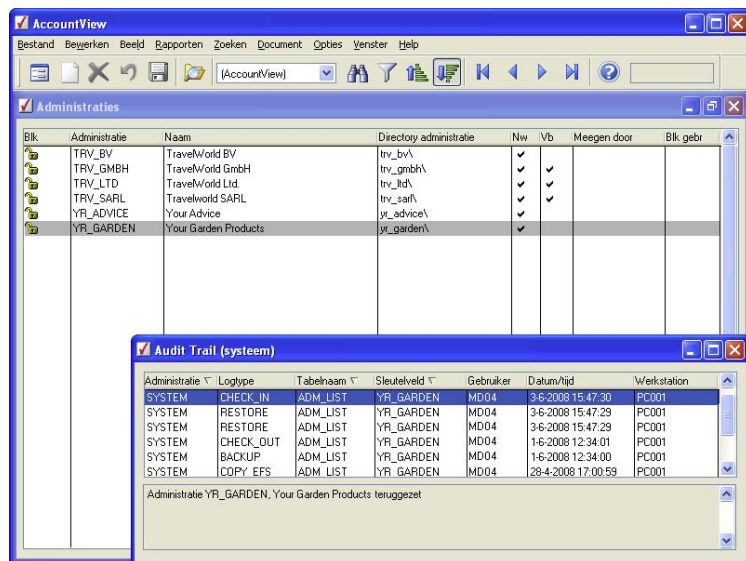 AccountView
Bestand Bewerken Beeld Rapporten Zoeken Document Opties Venster Help
(AccountView)
Administraties
Blk Administratie Naam Directory administratie Nw Vb Meegen door Blk gebr
TRV_BV TravelWorld BV trv_bv\
TRV_GMBH TravelWorld GmbH trv_gmbh\
TRV_LTD TravelWorld Ltd. trv_ltd\
TRV_SARL Travelworld SARL trv_sarl\
YR_ADVICE Your Advice yr_advice\
YR_GARDEN Your Garden Products yr_garden\
Audit Trail (systeem)
Administratie Logtype Tabelnaam Sleutelveld Gebruiker Datum/tijd Werkstation
SYSTEM CHECK_IN ADM_LIST YR_GARDEN MD04 3-6-2008 15:47:30 PC001
SYSTEM RESTORE ADM_LIST YR_GARDEN MD04 3-6-2008 15:47:29 PC001
SYSTEM RESTORE ADM_LIST YR_GARDEN MD04 3-6-2008 15:47:29 PC001
SYSTEM CHECK_OUT ADM_LIST YR_GARDEN MD04 1-6-2008 12:34:01 PC001
SYSTEM BACKUP ADM_LIST YR_GARDEN MD04 1-6-2008 12:34:00 PC001
SYSTEM COPY_EFS ADM_LIST YR_GARDEN MD04 28-4-2008 17:00:59 PC001
Administratie YR_GARDEN, Your Garden Products teruggezet